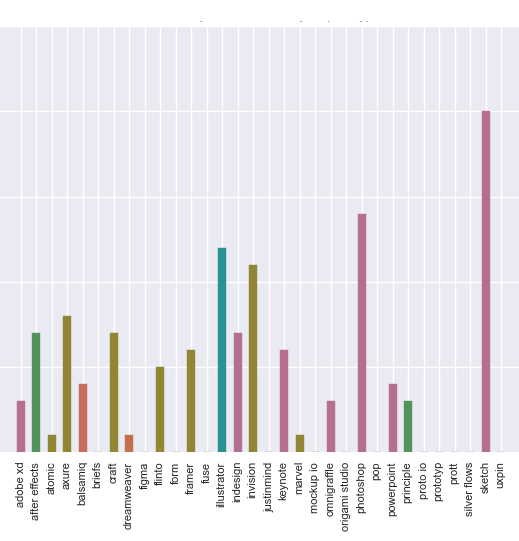 adobe xd
after effects
atomic
axure
balsamiq
briefs
craft
dreamweaver
figma
flinto
form
framer
fuse
illustrator
indesign
invision
justinmind
keynote
marvel
mockup io
omnigraffle
origami studio
photoshop
pop
powerpoint
principle
proto io
prototyp
prott
silver flows
sketch
uxpin